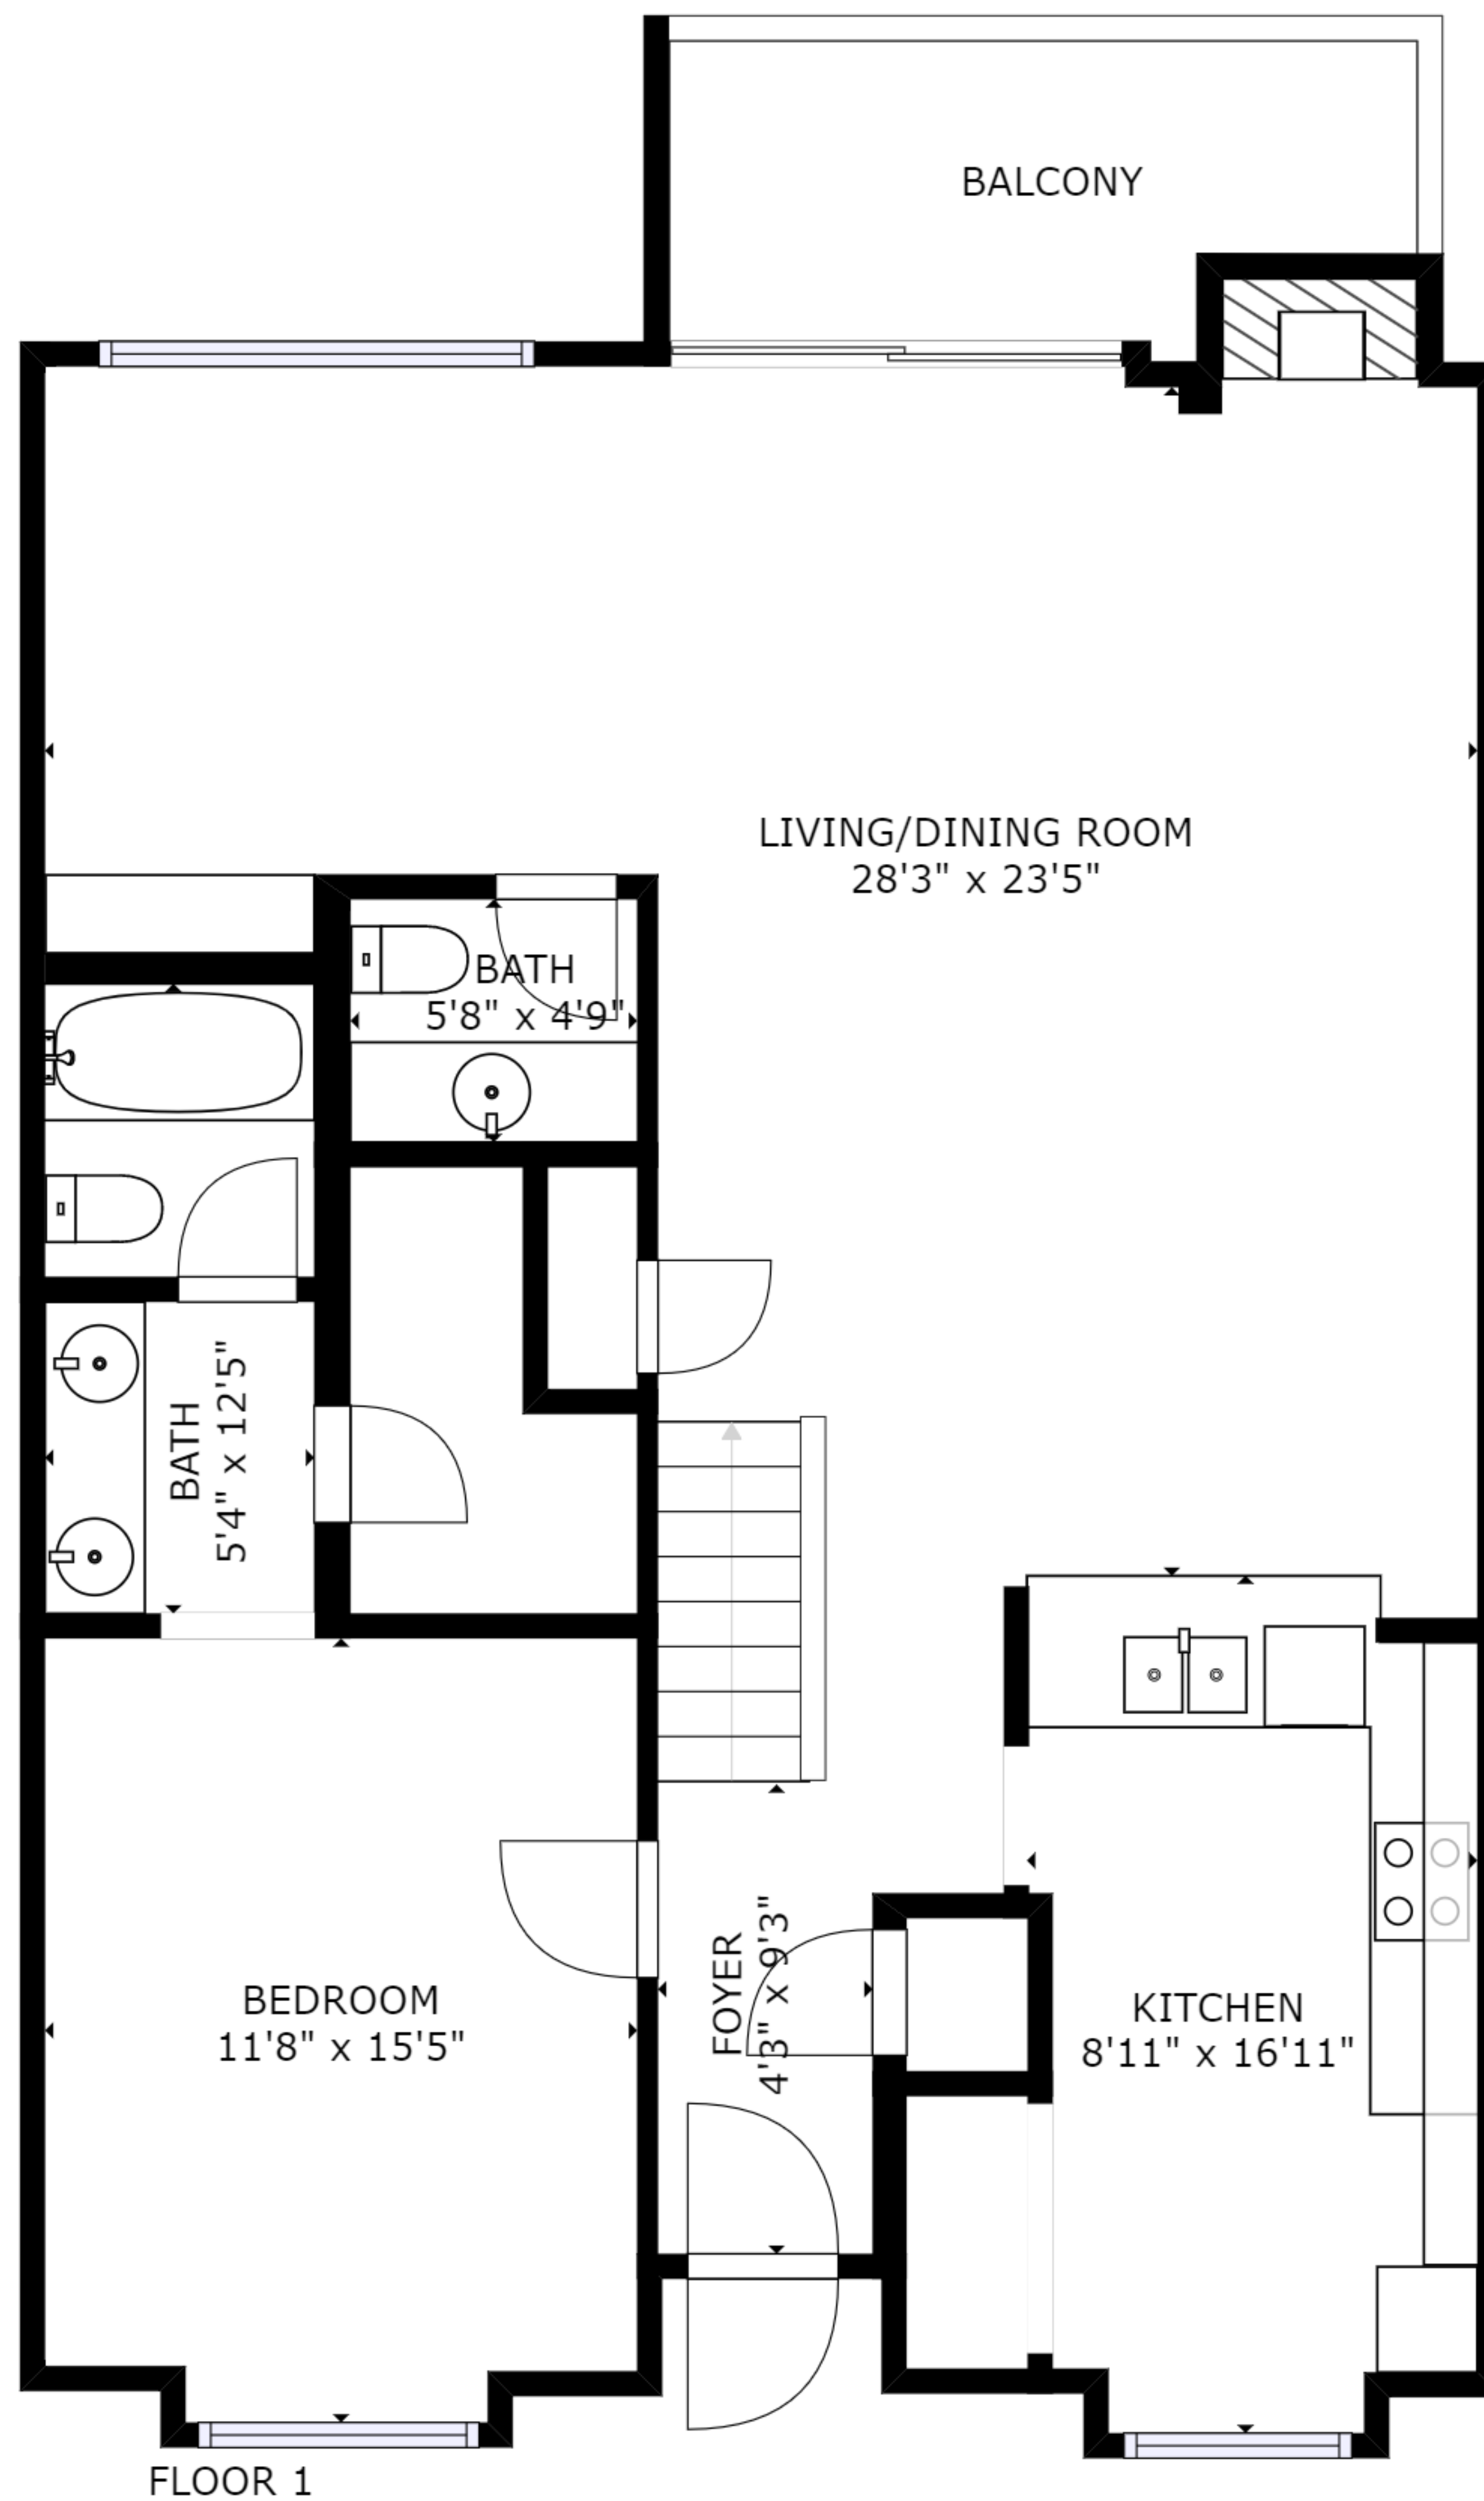 BALCONY
LIVING/DINING ROOM
28'3" x 23'5"
BATH
5'8" x 4'9"
BATH
5'4" x 12'5"
BEDROOM
11'8" x 15'5"
FOYER
4'3" x 9'3"
KITCHEN
8'11" x 16'11"
FLOOR 1